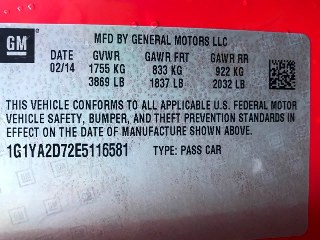 GM MFD BY GENERAL MOTORS LLC
DATE GVWR GAWR FRT GAWR RR
02/14 1755 KG 833 KG 922 KG
3869 LB 1837 LB 2032 LB
THIS VEHICLE CONFORMS TO ALL APPLICABLE U.S. FEDERAL MOTOR
VEHICLE SAFETY, BUMPER, AND THEFT PREVENTION STANDARDS IN
EFFECT ON THE DATE OF MANUFACTURE SHOWN ABOVE.
1G1YA2D72E5116581 TYPE: PASS CAR